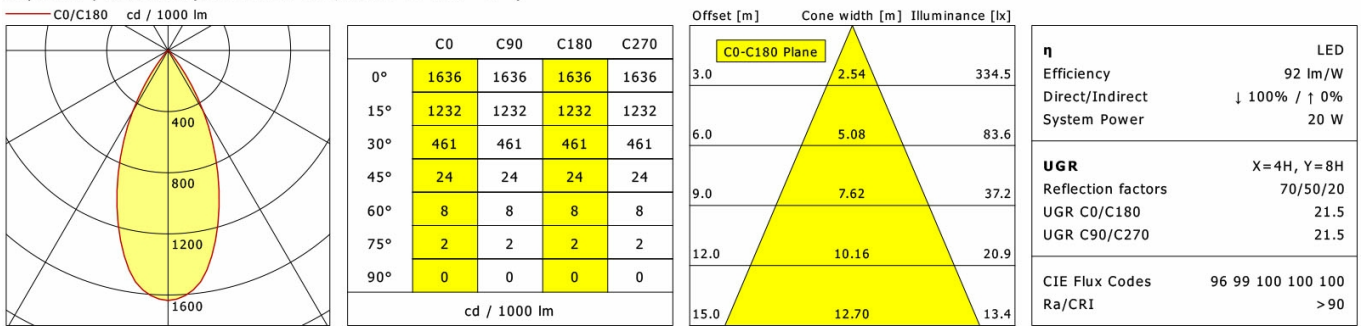 C0/C180 cd / 1000 lm
400
800
1200
1600
C0 C90 C180 C270
0° 1636 1636 1636 1636
15° 1232 1232 1232 1232
30° 461 461 461 461
45° 24 24 24 24
60° 8 8 8 8
75° 2 2 2 2
90° 0 0 0 0
cd / 1000 lm
Offset [m] Cone width [m] Illuminance [lx]
C0-C180 Plane
3.0 2.54 334.5
6.0 5.08 83.6
9.0 7.62 37.2
12.0 10.16 20.9
15.0 12.70 13.4
η LED
Efficiency 92 lm/W
Direct/Indirect ↓ 100% / ↑ 0%
System Power 20 W
UGR X=4H, Y=8H
Reflection factors 70/50/20
UGR C0/C180 21.5
UGR C90/C270 21.5
CIE Flux Codes 96 99 100 100 100
Ra/CRI >90